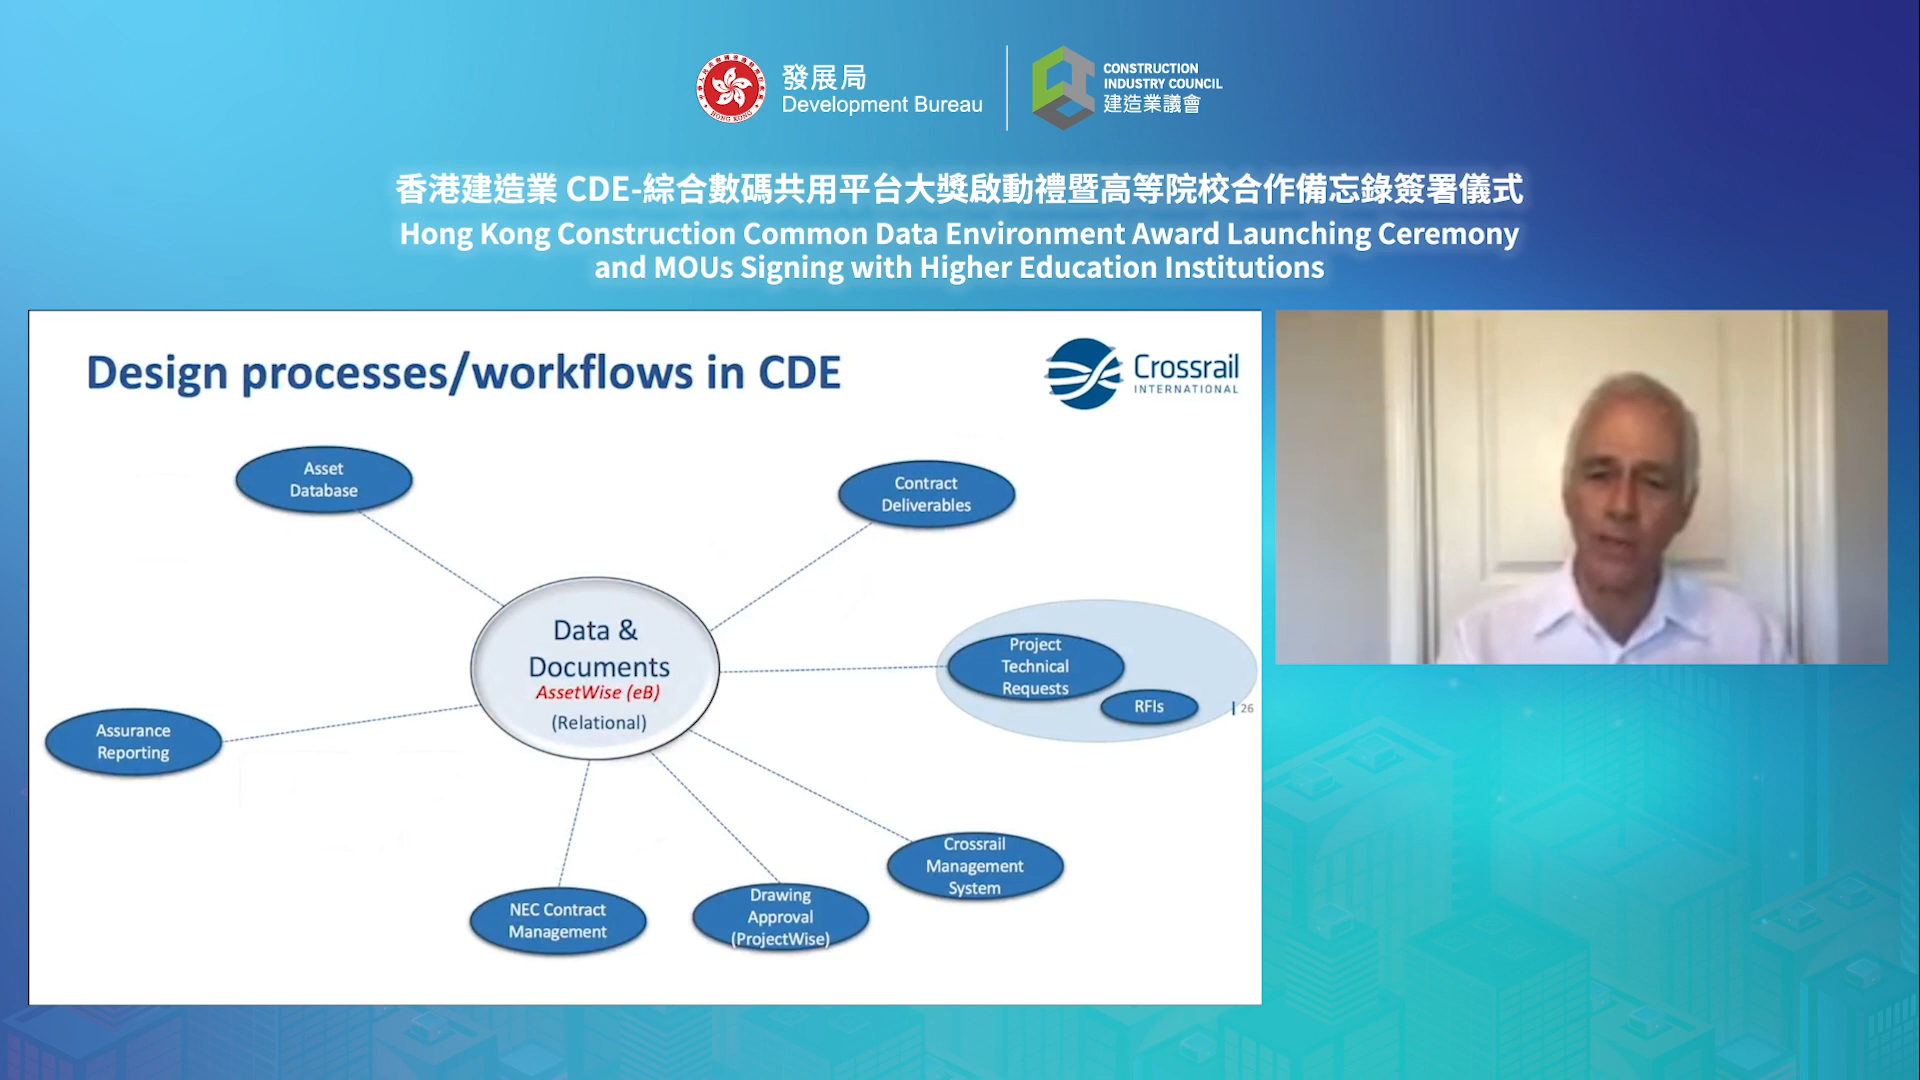 發展局
Development Bureau
CONSTRUCTION
INDUSTRY COUNCIL
建造業議會
HONG KONG
香港建造業 CDE-綜合數碼共用平台大獎啟動禮暨高等院校合作備忘錄簽署儀式
Hong Kong Construction Common Data Environment Award Launching Ceremony
and MOUs Signing with Higher Education Institutions
Design processes/workflows in CDE
Crossrail
INTERNATIONAL
Asset
Database
Contract
Deliverables
Data &
Documents
AssetWise (eB)
(Relational)
Project
Technical
Requests
RFIs
26
Assurance
Reporting
Crossrail
Management
System
NEC Contract
Management
Drawing
Approval
(ProjectWise)